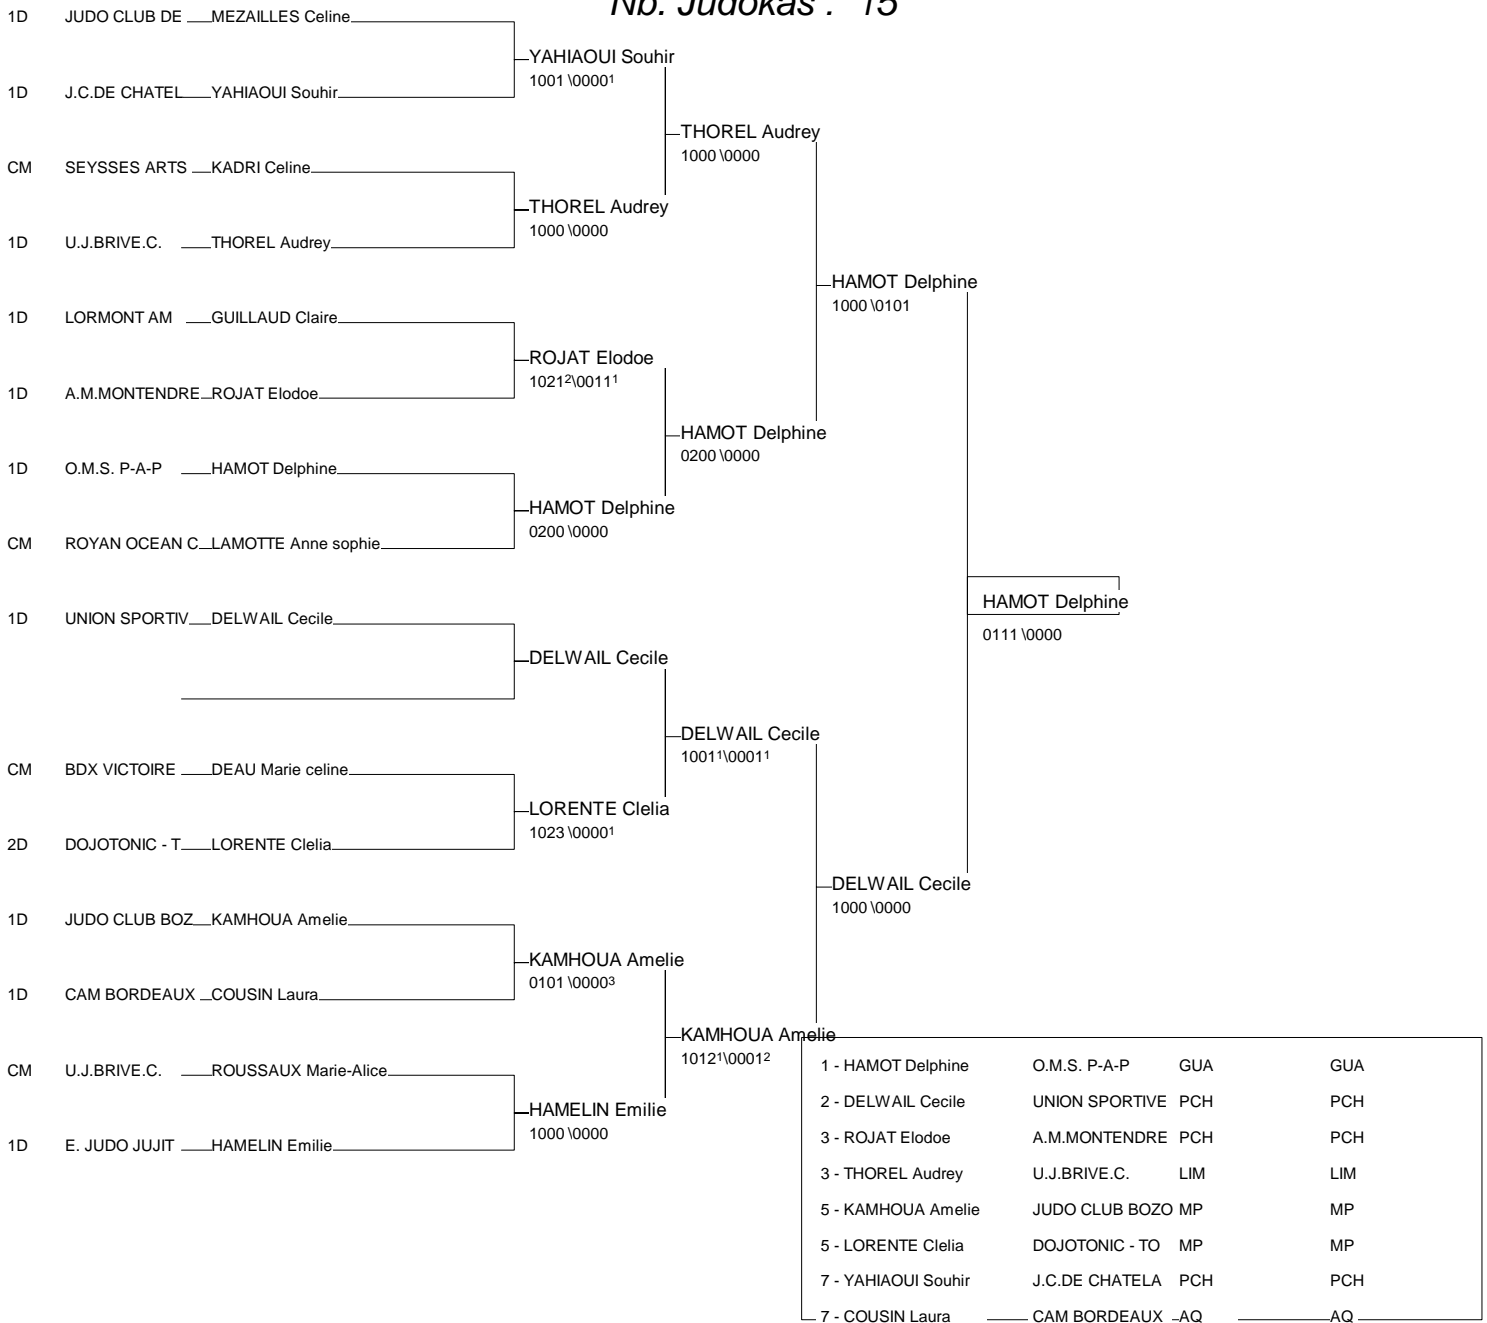 Nb. Judokas : 15
1D JUDO CLUB DE MEZAILLES Celine
YAHIAOUI Souhir
1001 \0000¹
1D J.C.DE CHATEL YAHIAOUI Souhir
THOREL Audrey
1000 \0000
CM SEYSSES ARTS KADRI Celine
THOREL Audrey
1000 \0000
1D U.J.BRIVE.C. THOREL Audrey
HAMOT Delphine
1000 \0101
1D LORMONT AM GUILLAUD Claire
ROJAT Elodoe
1021²\0011¹
1D A.M.MONTENDRE ROJAT Elodoe
HAMOT Delphine
0200 \0000
1D O.M.S. P-A-P HAMOT Delphine
HAMOT Delphine
0200 \0000
CM ROYAN OCEAN C LAMOTTE Anne sophie
HAMOT Delphine
0111 \0000
1D UNION SPORTIV DELWAIL Cecile
DELWAIL Cecile
DELWAIL Cecile
1001¹\0001¹
CM BDX VICTOIRE DEAU Marie celine
LORENTE Clelia
1023 \0000¹
2D DOJOTONIC - T LORENTE Clelia
DELWAIL Cecile
1000 \0000
1D JUDO CLUB BOZ KAMHOUA Amelie
KAMHOUA Amelie
0101 \0000³
1D CAM BORDEAUX COUSIN Laura
KAMHOUA Amelie
1012¹\0001²
CM U.J.BRIVE.C. ROUSSAUX Marie-Alice
HAMELIN Emilie
1000 \0000
1D E. JUDO JUJIT HAMELIN Emilie
1 - HAMOT Delphine O.M.S. P-A-P GUA GUA
2 - DELWAIL Cecile UNION SPORTIVE PCH PCH
3 - ROJAT Elodoe A.M.MONTENDRE PCH PCH
3 - THOREL Audrey U.J.BRIVE.C. LIM LIM
5 - KAMHOUA Amelie JUDO CLUB BOZO MP MP
5 - LORENTE Clelia DOJOTONIC - TO MP MP
7 - YAHIAOUI Souhir J.C.DE CHATELA PCH PCH
7 - COUSIN Laura CAM BORDEAUX AQ AQ